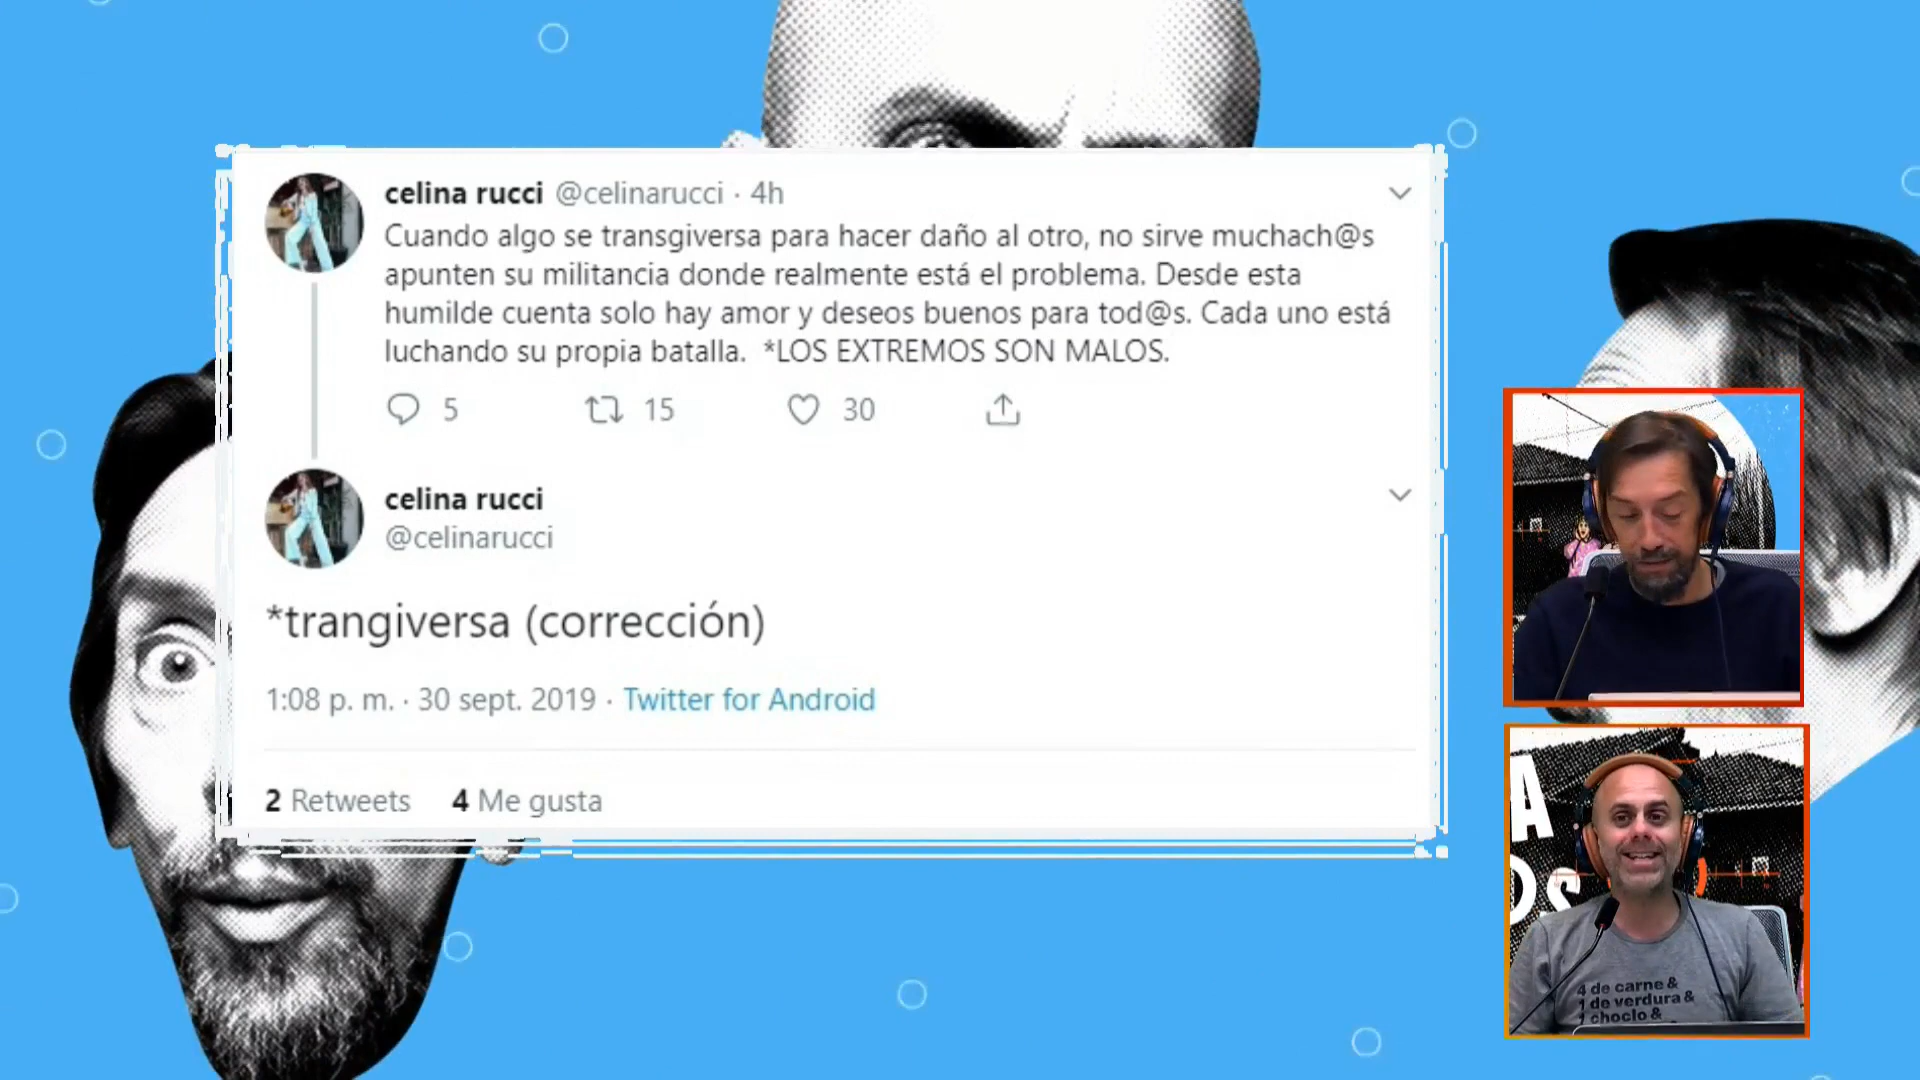 celina rucci @celinarucci · 4h
Cuando algo se transgiversa para hacer daño al otro, no sirve muchach@s
apunten su militancia donde realmente está el problema. Desde esta
humilde cuenta solo hay amor y deseos buenos para tod@s. Cada uno está
luchando su propia batalla. *LOS EXTREMOS SON MALOS.
5 15 30
celina rucci
@celinarucci
*trangiversa (corrección)
1:08 p. m. · 30 sept. 2019 · Twitter for Android
2 Retweets 4 Me gusta
A
OS
4 de carne &
1 de verdura &
1 choclo &